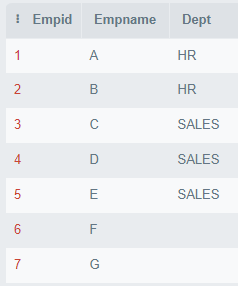 Empid Empname Dept
1 A HR
2 B HR
3 C SALES
4 D SALES
5 E SALES
6 F
7 G